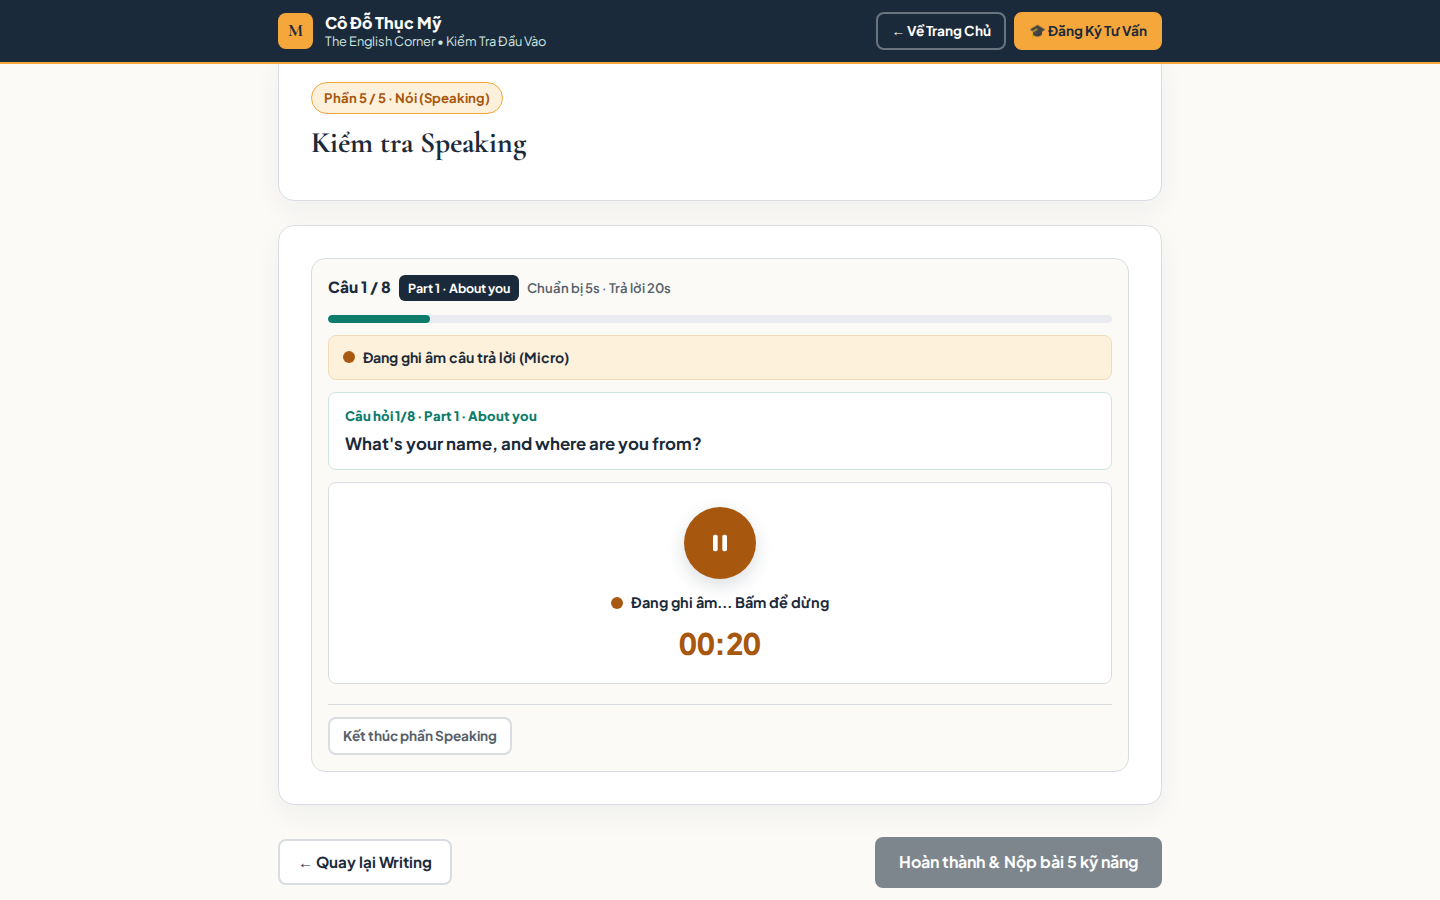 M
Cô Đỗ Thục Mỹ
The English Corner • Kiểm Tra Đầu Vào
← Về Trang Chủ
🎓 Đăng Ký Tư Vấn
Phần 5 / 5 · Nói (Speaking)
Kiểm tra Speaking
Câu 1 / 8 Part 1 · About you Chuẩn bị 5s · Trả lời 20s
Đang ghi âm câu trả lời (Micro)
Câu hỏi 1/8 · Part 1 · About you
What's your name, and where are you from?
Đang ghi âm... Bấm để dừng
00:20
Kết thúc phần Speaking
← Quay lại Writing
Hoàn thành & Nộp bài 5 kỹ năng